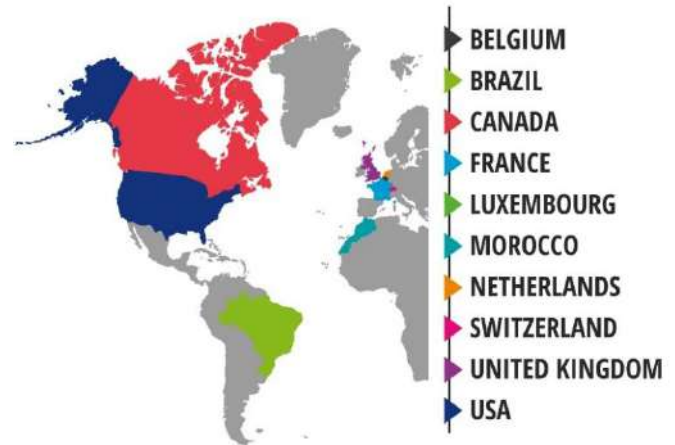 BELGIUM
BRAZIL
CANADA
FRANCE
LUXEMBOURG
MOROCCO
NETHERLANDS
SWITZERLAND
UNITED KINGDOM
USA